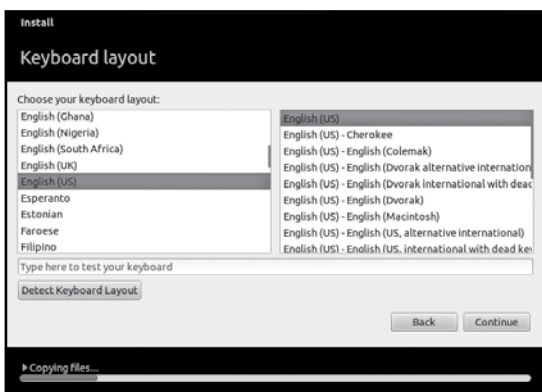 Install
Keyboard layout
Choose your keyboard layout:
English (Ghana)
English (Nigeria)
English (South Africa)
English (UK)
English (US)
Esperanto
Estonian
Faroese
Filipino
English (US)
English (US) - Cherokee
English (US) - English (Colemak)
English (US) - English (Dvorak alternative internation
English (US) - English (Dvorak international with dead
English (US) - English (Dvorak)
English (US) - English (Macintosh)
English (US) - English (US, alternative international)
English (US) - English (US, international with dead key
Type here to test your keyboard
Detect Keyboard Layout
Back Continue
Copying files...